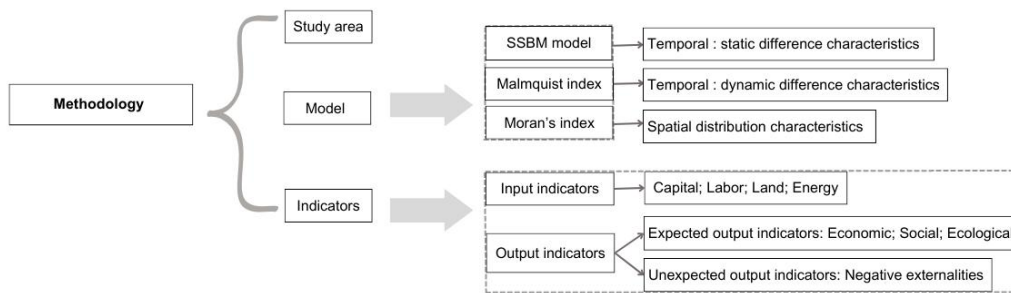 Methodology
Study area
Model
Indicators
SSBM model
Temporal : static difference characteristics
Malmquist index
Temporal : dynamic difference characteristics
Moran's index
Spatial distribution characteristics
Input indicators
Capital; Labor; Land; Energy
Output indicators
Expected output indicators: Economic; Social; Ecological
Unexpected output indicators: Negative externalities